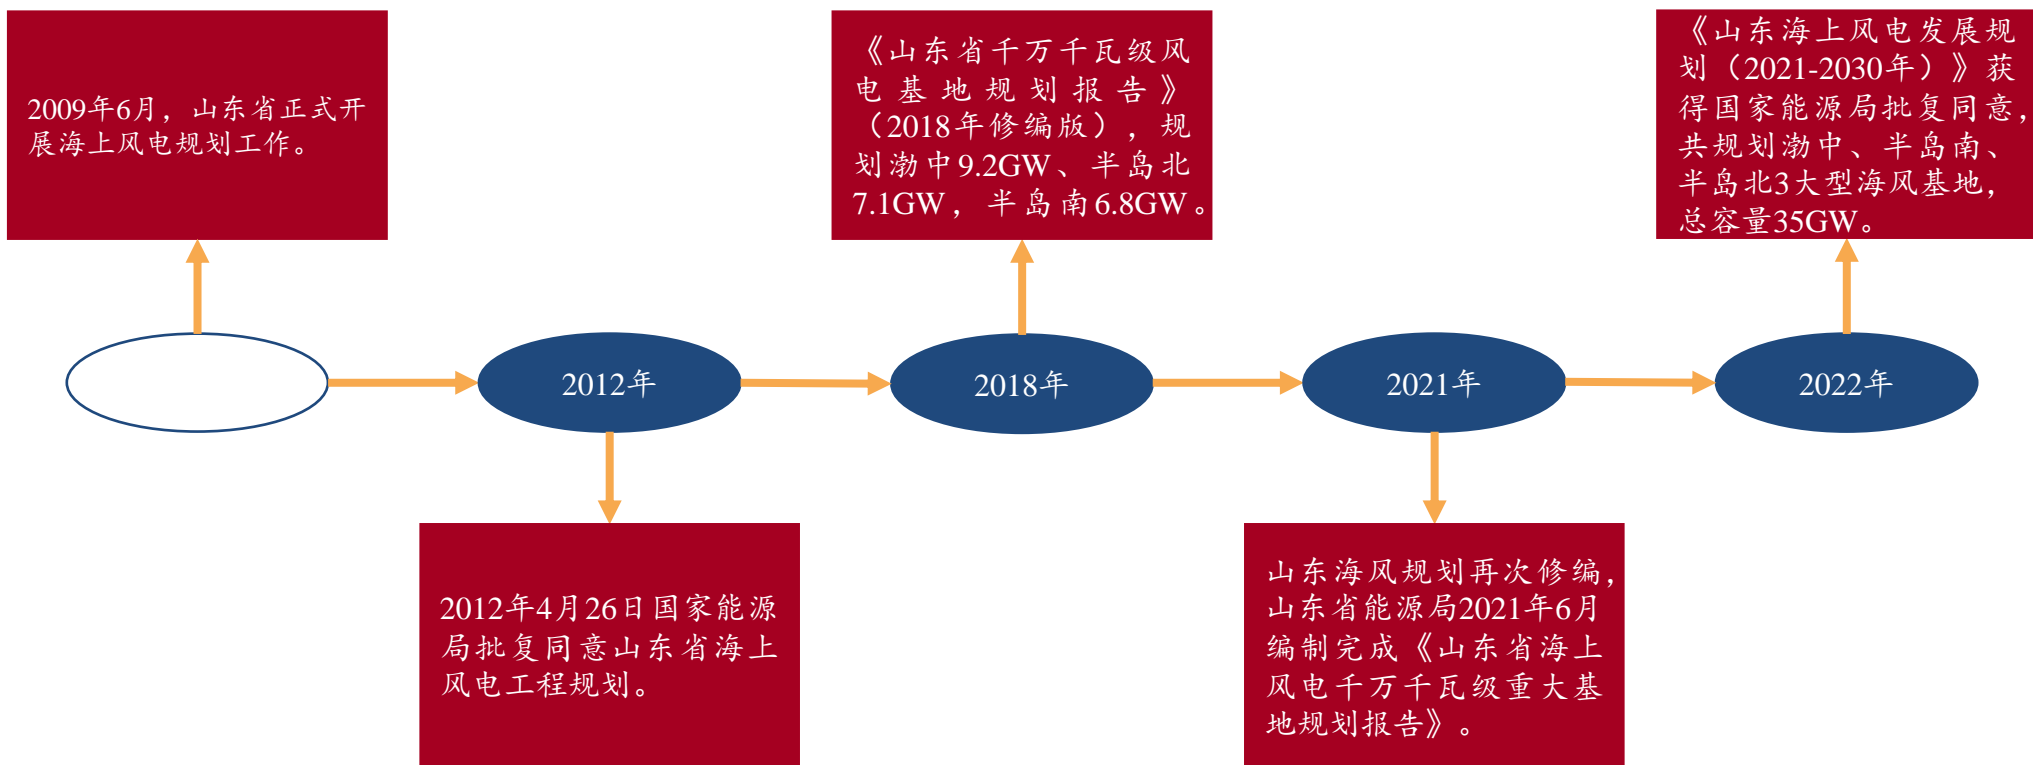 2009年6月，山东省正式开
展海上风电规划工作。
《山东省千万千瓦级风
电基地规划报告》
（2018年修编版），规
划渤中9.2GW、半岛北
7.1GW，半岛南6.8GW。
《山东海上风电发展规
划（2021-2030年）》获
得国家能源局批复同意，
共规划渤中、半岛南、
半岛北3大型海风基地，
总容量35GW。
2012年
2018年
2021年
2022年
2012年4月26日国家能源
局批复同意山东省海上
风电工程规划。
山东海风规划再次修编，
山东省能源局2021年6月
编制完成《山东省海上
风电千万千瓦级重大基
地规划报告》。